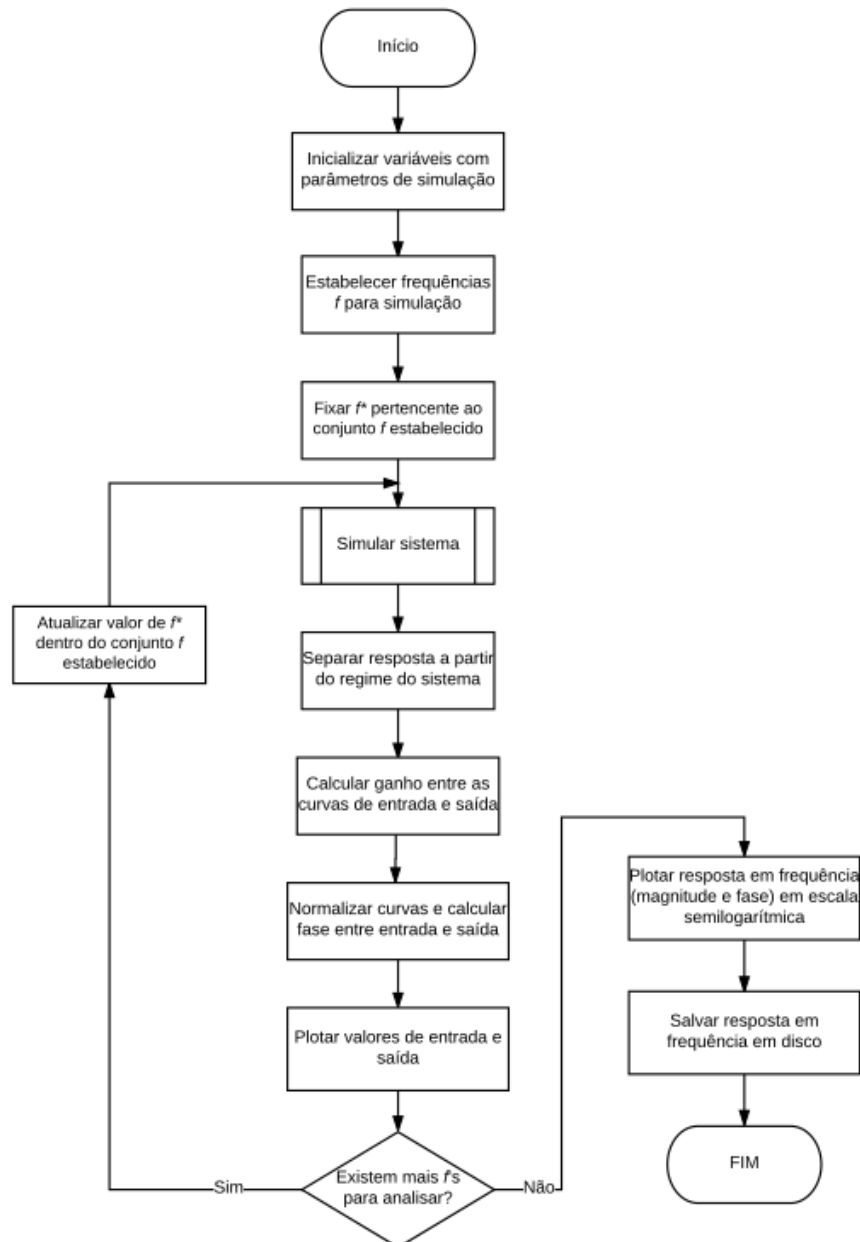 Início
Inicializar variáveis com
parâmetros de simulação
Estabelecer frequências
f para simulação
Fixar f* pertencente ao
conjunto f estabelecido
Simular sistema
Atualizar valor de f*
dentro do conjunto f
estabelecido
Separar resposta a partir
do regime do sistema
Calcular ganho entre as
curvas de entrada e saída
Normalizar curvas e calcular
fase entre entrada e saída
Plotar valores de entrada e
saída
Existem mais f's
para analisar?
Sim
Não
Plotar resposta em frequência
(magnitude e fase) em escala
semilogarítmica
Salvar resposta em
frequência em disco
FIM